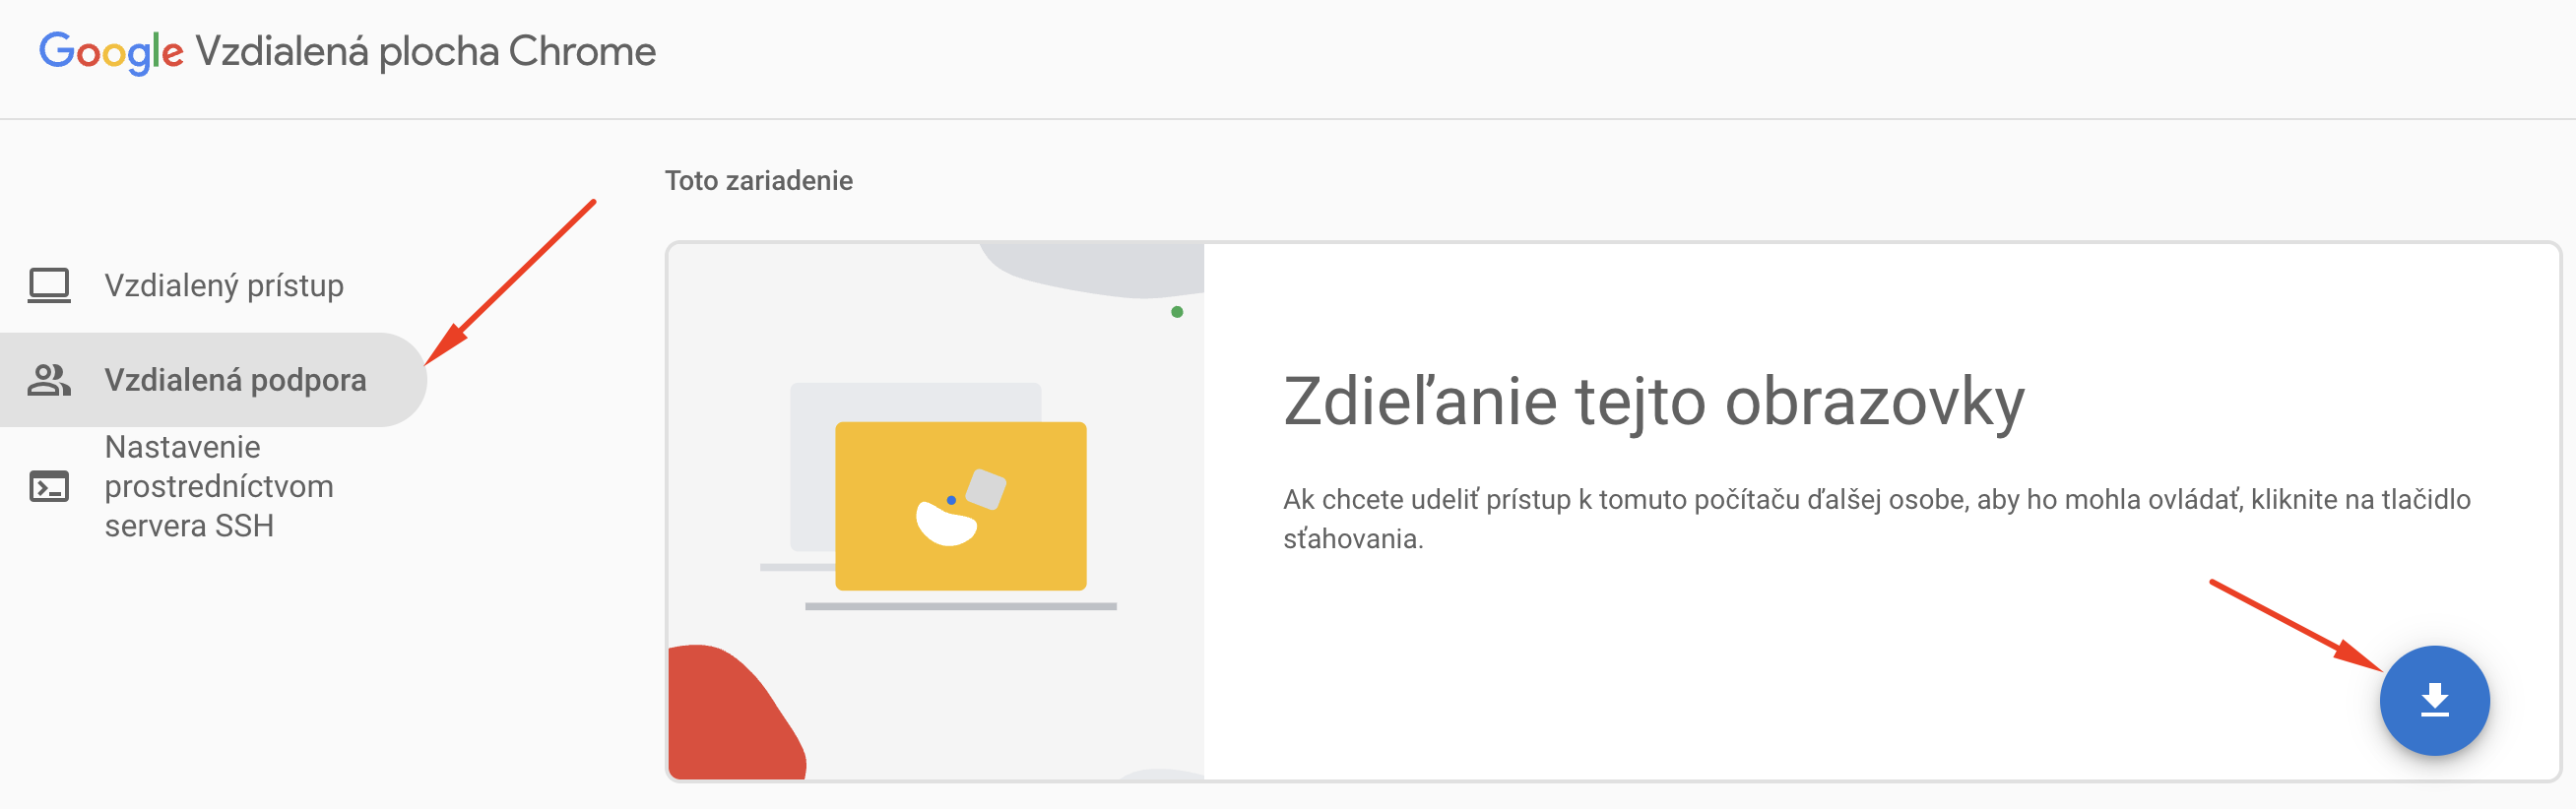 Google Vzdialená plocha Chrome
Toto zariadenie
Vzdialený prístup
Vzdialená podpora
Nastavenie
prostredníctvom
servera SSH
Zdieľanie tejto obrazovky
Ak chcete udeliť prístup k tomuto počítaču ďalšej osobe, aby ho mohla ovládať, kliknite na tlačidlo
sťahovania.